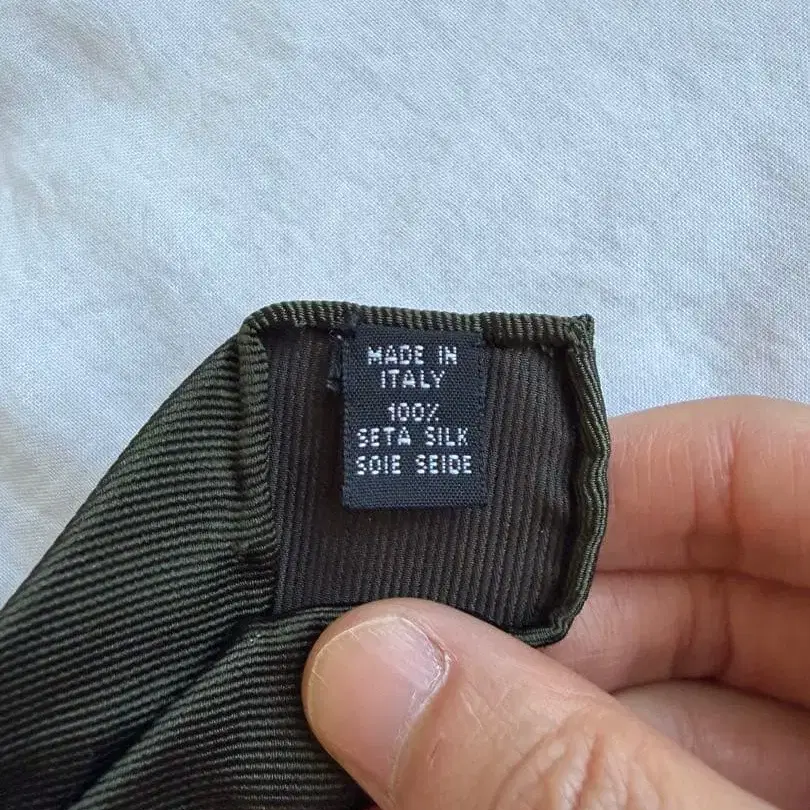 MADE IN
ITALY
100%
SETA SILK
SOIE SEIDE